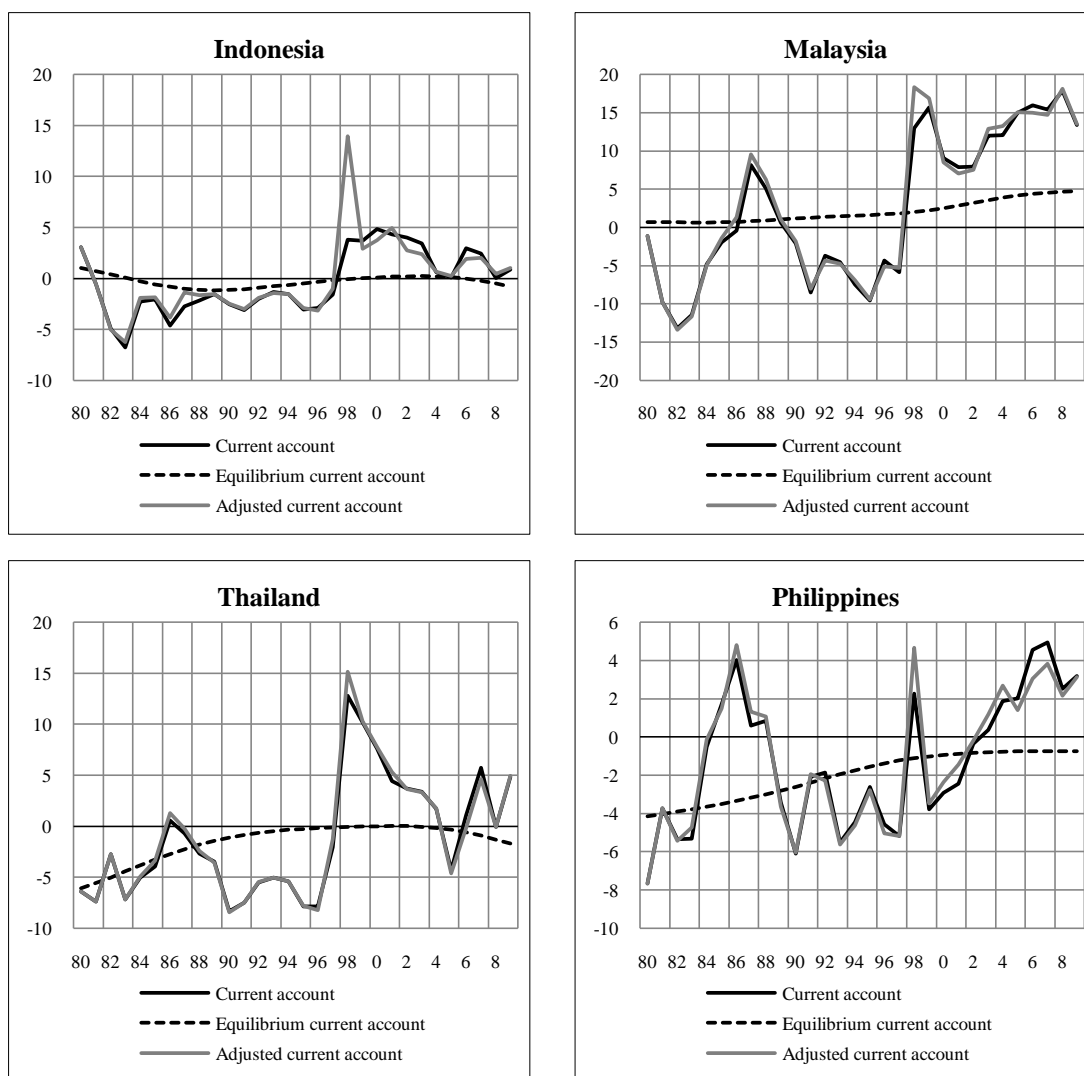 Indonesia
20
15
10
5
0
-5
-10
80 82 84 86 88 90 92 94 96 98 0 2 4 6 8
Current account
Equilibrium current account
Adjusted current account
Malaysia
20
15
10
5
0
-5
-10
-15
-20
80 82 84 86 88 90 92 94 96 98 0 2 4 6 8
Current account
Equilibrium current account
Adjusted current account
Thailand
20
15
10
5
0
-5
-10
80 82 84 86 88 90 92 94 96 98 0 2 4 6 8
Current account
Equilibrium current account
Adjusted current account
Philippines
6
4
2
0
-2
-4
-6
-8
-10
80 82 84 86 88 90 92 94 96 98 0 2 4 6 8
Current account
Equilibrium current account
Adjusted current account